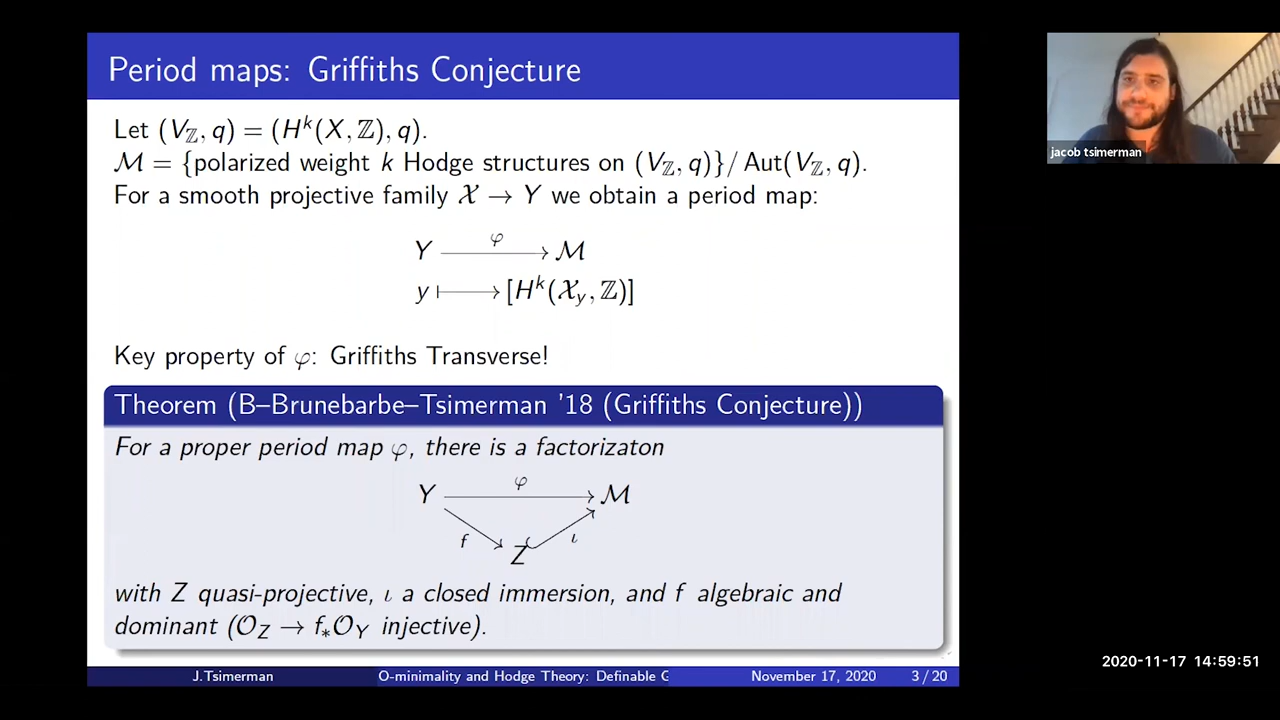 Period maps: Griffiths Conjecture
Let (V_ℤ, q) = (H^k(X, ℤ), q).
ℳ = {polarized weight k Hodge structures on (V_ℤ, q)}/ Aut(V_ℤ, q).
For a smooth projective family 𝒳 → Y we obtain a period map:
φ
Y ⟶ ℳ
y ⟼ [H^k(𝒳_y, ℤ)]
Key property of φ: Griffiths Transverse!
Theorem (B–Brunebarbe–Tsimerman '18 (Griffiths Conjecture))
For a proper period map φ, there is a factorizaton
φ
Y ⟶ ℳ
f ι
Z
with Z quasi-projective, ι a closed immersion, and f algebraic and
dominant (𝒪_Z → f_*𝒪_Y injective).
J.Tsimerman O-minimality and Hodge Theory: Definable G November 17, 2020 3 / 20
jacob tsimerman
2020-11-17 14:59:51